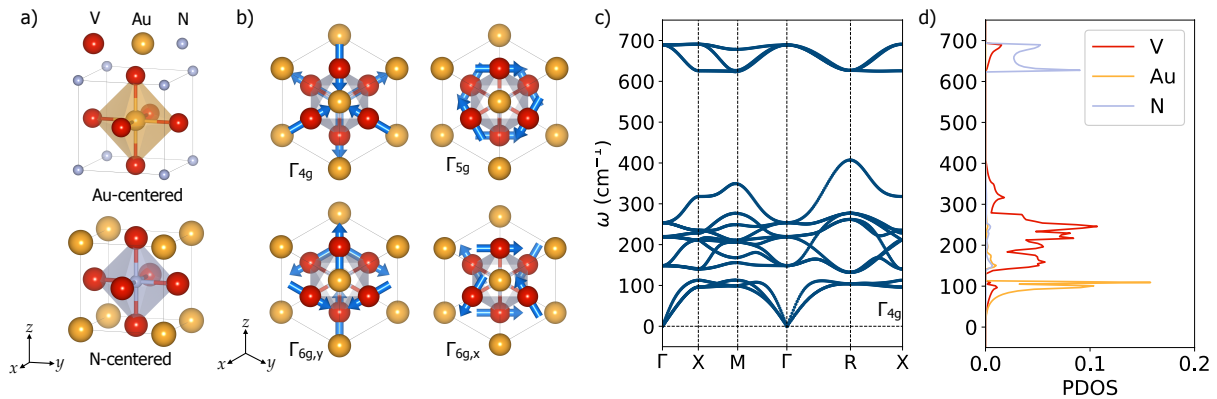 a)
V Au N
Au-centered
N-centered
z
x y
b)
Γ4g
Γ5g
Γ6g,y
Γ6g,x
z
x y
c)
ω (cm⁻¹)
700
600
500
400
300
200
100
0
Γ4g
Γ X M Γ R X
d)
700
600
500
400
300
200
100
0
V
Au
N
0.0 0.1 0.2
PDOS